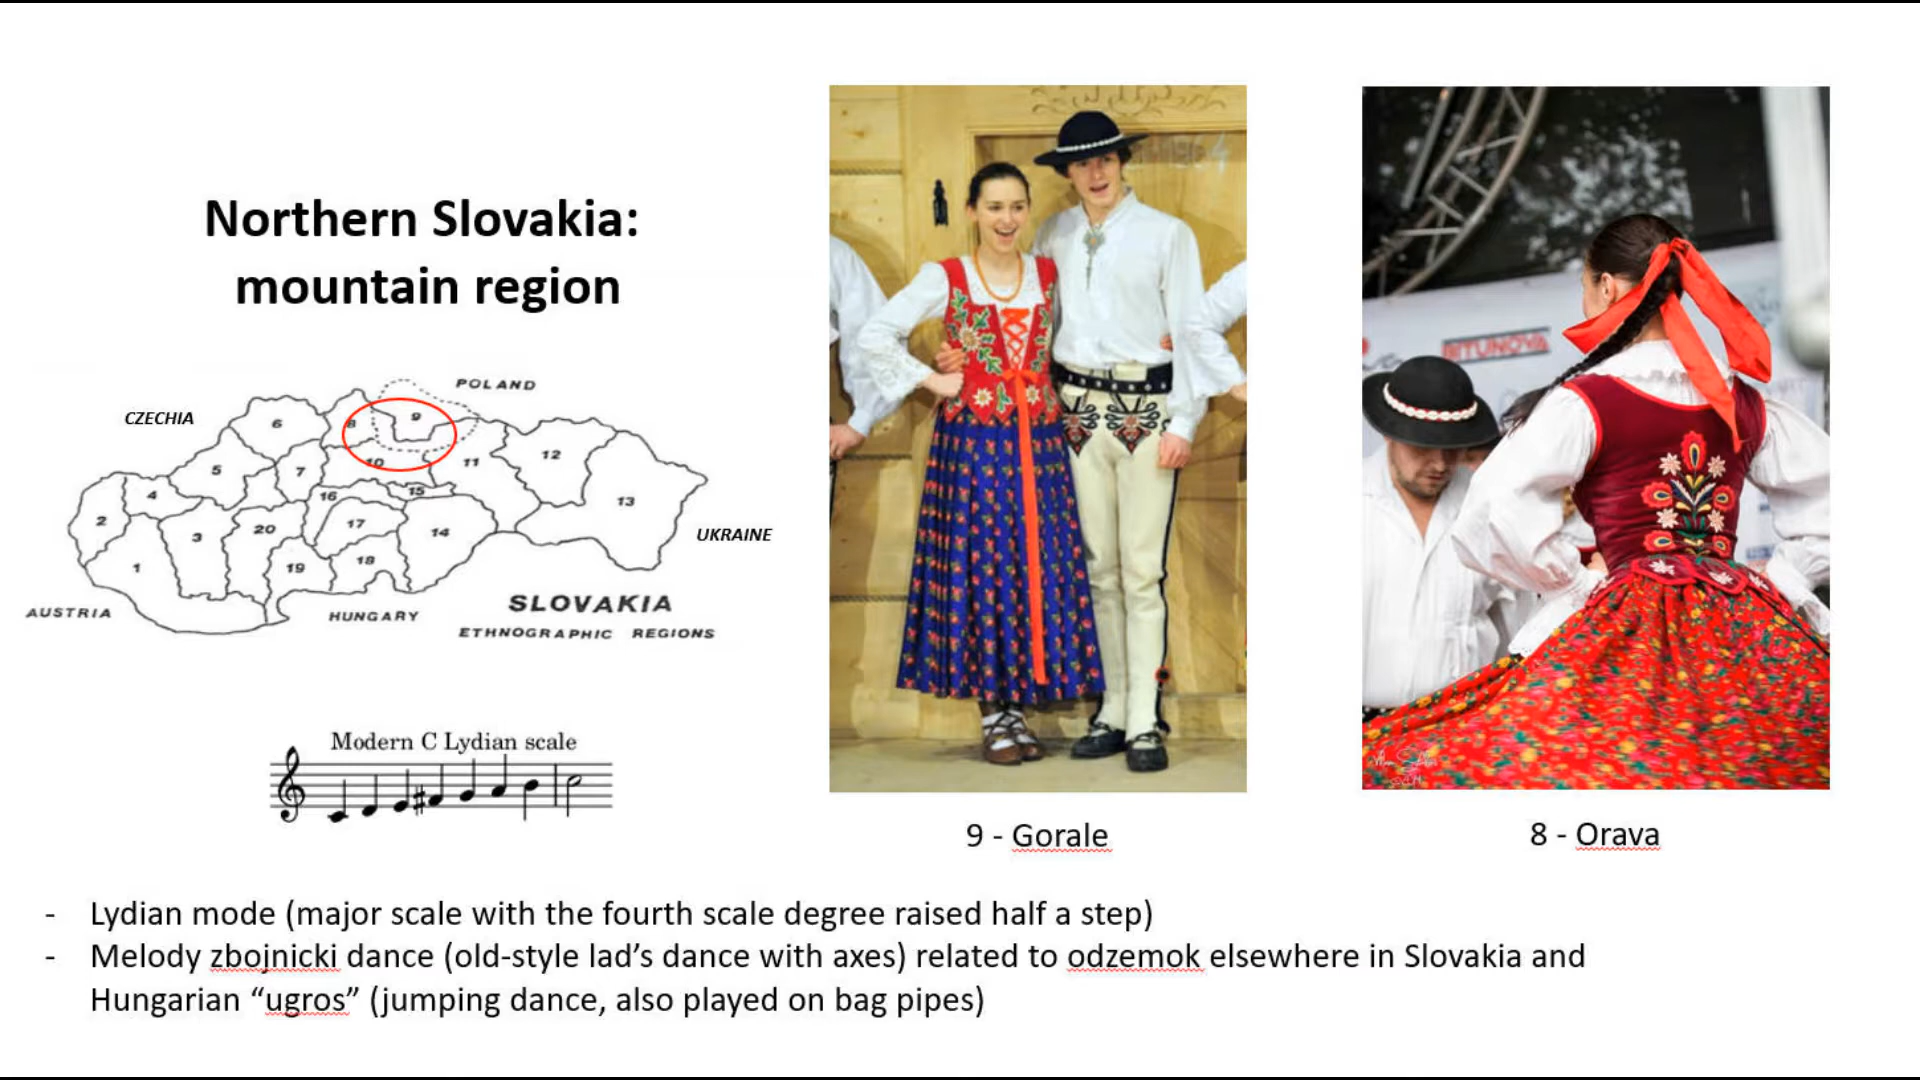 Northern Slovakia:
mountain region
POLAND
CZECHIA
9
8
6
10
11
12
5
7
13
4
15
16
2
17
14
20
3
UKRAINE
18
1
19
SLOVAKIA
AUSTRIA
HUNGARY
ETHNOGRAPHIC REGIONS
Modern C Lydian scale
9 - Gorale
8 - Orava
- Lydian mode (major scale with the fourth scale degree raised half a step)
- Melody zbojnicki dance (old-style lad’s dance with axes) related to odzemok elsewhere in Slovakia and
Hungarian “ugros” (jumping dance, also played on bag pipes)